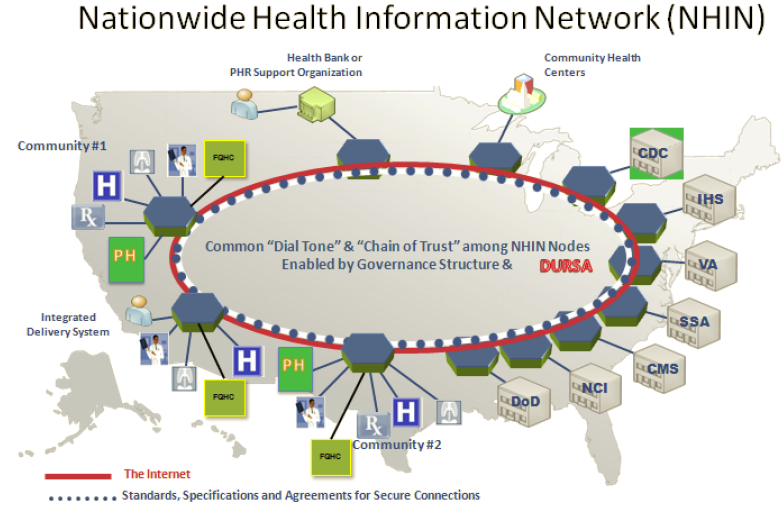 Nationwide Health Information Network (NHIN)
Health Bank or
PHR Support Organization
Community Health
Centers
Community #1
FQHC
CDC
H
IHS
Rx
PH
Common “Dial Tone” & “Chain of Trust” among NHIN Nodes
Enabled by Governance Structure & DURSA
VA
Integrated
Delivery System
SSA
H
PH
CMS
FQHC
NCI
DoD
H
Rx
Community #2
FQHC
The Internet
Standards, Specifications and Agreements for Secure Connections